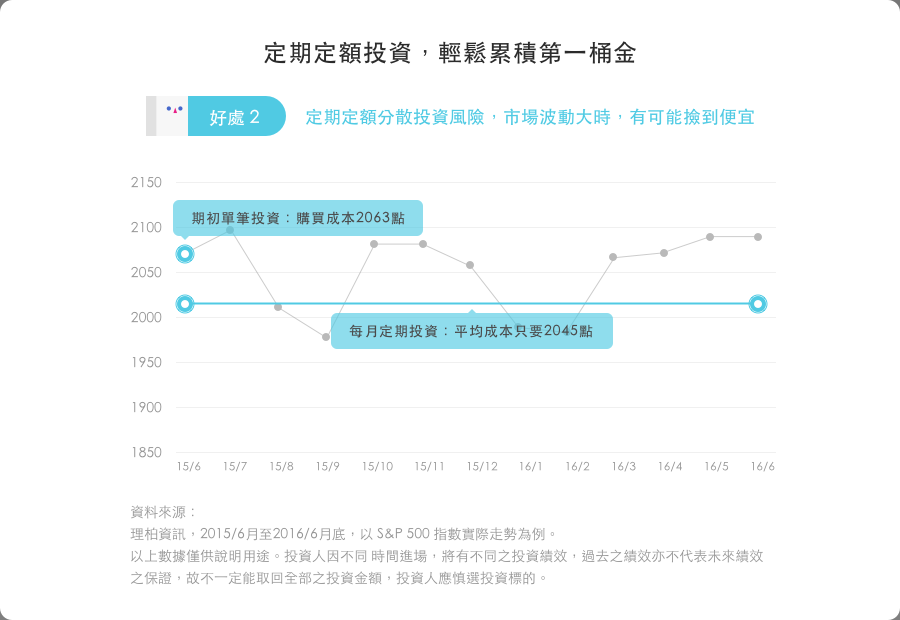 定期定額投資，輕鬆累積第一桶金
好處 2
定期定額分散投資風險，市場波動大時，有可能撿到便宜
2150
期初單筆投資：購買成本2063點
2100
2050
2000
每月定期投資：平均成本只要2045點
1950
1900
1850
15/6 15/7 15/8 15/9 15/10 15/11 15/12 16/1 16/2 16/3 16/4 16/5 16/6
資料來源：
理柏資訊，2015/6月至2016/6月底，以 S&P 500 指數實際走勢為例。
以上數據僅供說明用途。投資人因不同 時間進場，將有不同之投資績效，過去之績效亦不代表未來績效
之保證，故不一定能取回全部之投資金額，投資人應慎選投資標的。